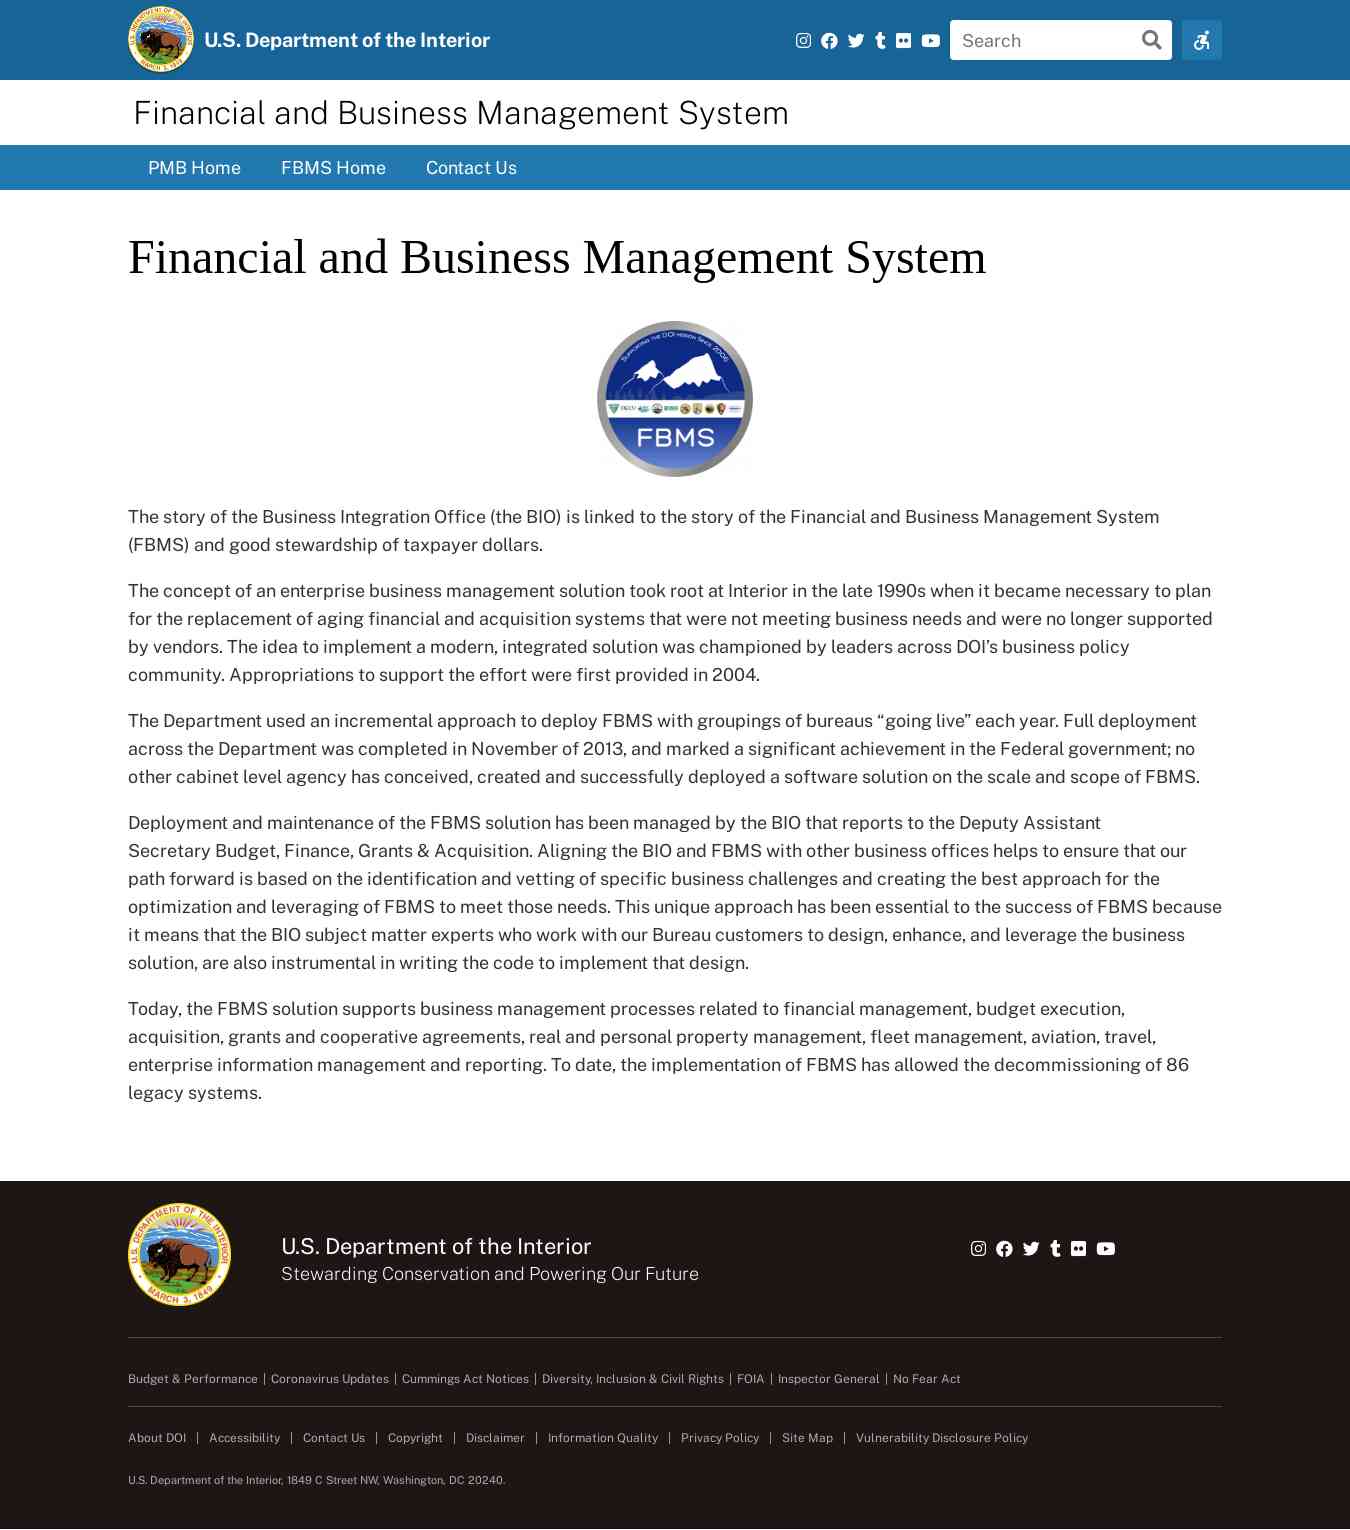 U.S. Department of the Interior
Search
Financial and Business Management System
PMB Home FBMS Home Contact Us
Financial and Business Management System
SUPPORTING THE DOI MISSION SINCE 2006
FBMS
The story of the Business Integration Office (the BIO) is linked to the story of the Financial and Business Management System
(FBMS) and good stewardship of taxpayer dollars.
The concept of an enterprise business management solution took root at Interior in the late 1990s when it became necessary to plan
for the replacement of aging financial and acquisition systems that were not meeting business needs and were no longer supported
by vendors. The idea to implement a modern, integrated solution was championed by leaders across DOI’s business policy
community. Appropriations to support the effort were first provided in 2004.
The Department used an incremental approach to deploy FBMS with groupings of bureaus “going live” each year. Full deployment
across the Department was completed in November of 2013, and marked a significant achievement in the Federal government; no
other cabinet level agency has conceived, created and successfully deployed a software solution on the scale and scope of FBMS.
Deployment and maintenance of the FBMS solution has been managed by the BIO that reports to the Deputy Assistant
Secretary Budget, Finance, Grants & Acquisition. Aligning the BIO and FBMS with other business offices helps to ensure that our
path forward is based on the identification and vetting of specific business challenges and creating the best approach for the
optimization and leveraging of FBMS to meet those needs. This unique approach has been essential to the success of FBMS because
it means that the BIO subject matter experts who work with our Bureau customers to design, enhance, and leverage the business
solution, are also instrumental in writing the code to implement that design.
Today, the FBMS solution supports business management processes related to financial management, budget execution,
acquisition, grants and cooperative agreements, real and personal property management, fleet management, aviation, travel,
enterprise information management and reporting. To date, the implementation of FBMS has allowed the decommissioning of 86
legacy systems.
U.S. DEPARTMENT OF THE INTERIOR
MARCH 3, 1849
U.S. Department of the Interior
Stewarding Conservation and Powering Our Future
Budget & Performance | Coronavirus Updates | Cummings Act Notices | Diversity, Inclusion & Civil Rights | FOIA | Inspector General | No Fear Act
About DOI | Accessibility | Contact Us | Copyright | Disclaimer | Information Quality | Privacy Policy | Site Map | Vulnerability Disclosure Policy
U.S. Department of the Interior, 1849 C Street NW, Washington, DC 20240.